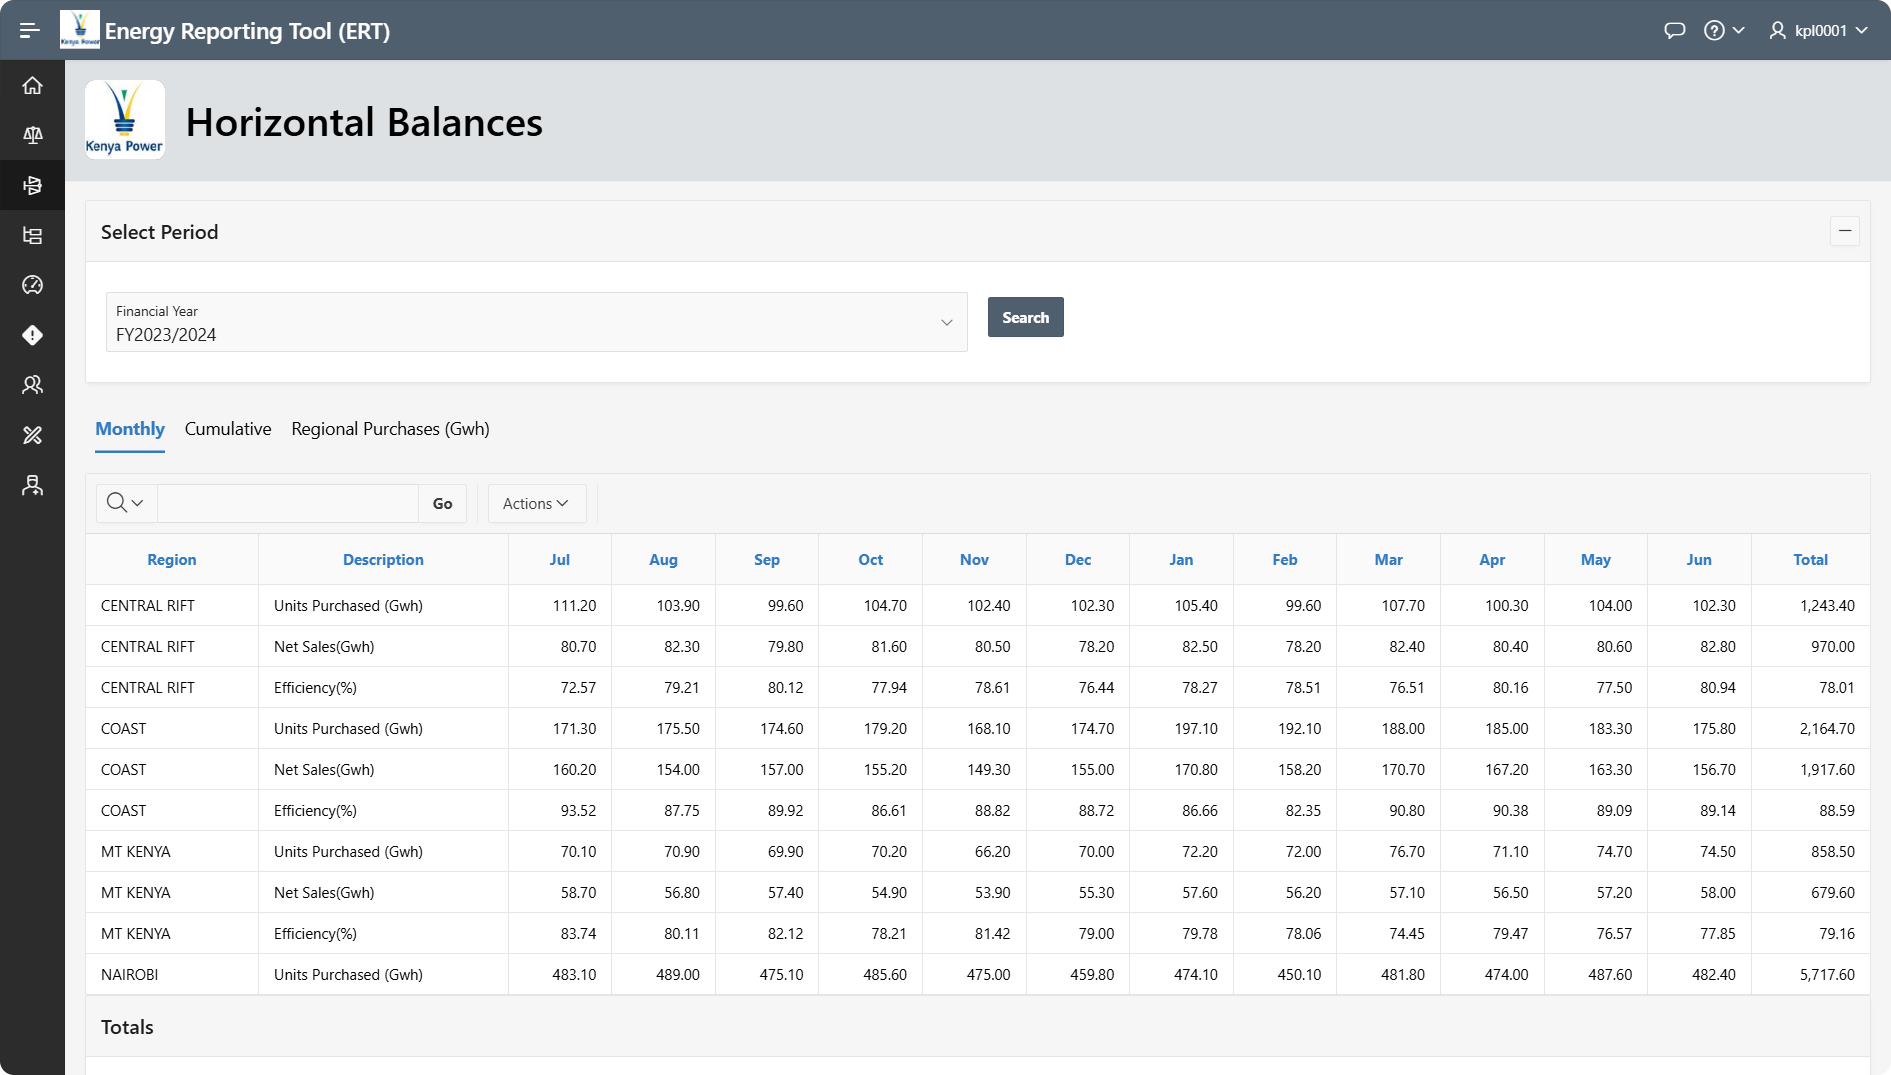 Kenya Power
Energy Reporting Tool (ERT)
kpl0001
Kenya Power
Horizontal Balances
Select Period
Financial Year
FY2023/2024
Search
Monthly Cumulative Regional Purchases (Gwh)
Go Actions
Region Description Jul Aug Sep Oct Nov Dec Jan Feb Mar Apr May Jun Total
CENTRAL RIFT Units Purchased (Gwh) 111.20 103.90 99.60 104.70 102.40 102.30 105.40 99.60 107.70 100.30 104.00 102.30 1,243.40
CENTRAL RIFT Net Sales(Gwh) 80.70 82.30 79.80 81.60 80.50 78.20 82.50 78.20 82.40 80.40 80.60 82.80 970.00
CENTRAL RIFT Efficiency(%) 72.57 79.21 80.12 77.94 78.61 76.44 78.27 78.51 76.51 80.16 77.50 80.94 78.01
COAST Units Purchased (Gwh) 171.30 175.50 174.60 179.20 168.10 174.70 197.10 192.10 188.00 185.00 183.30 175.80 2,164.70
COAST Net Sales(Gwh) 160.20 154.00 157.00 155.20 149.30 155.00 170.80 158.20 170.70 167.20 163.30 156.70 1,917.60
COAST Efficiency(%) 93.52 87.75 89.92 86.61 88.82 88.72 86.66 82.35 90.80 90.38 89.09 89.14 88.59
MT KENYA Units Purchased (Gwh) 70.10 70.90 69.90 70.20 66.20 70.00 72.20 72.00 76.70 71.10 74.70 74.50 858.50
MT KENYA Net Sales(Gwh) 58.70 56.80 57.40 54.90 53.90 55.30 57.60 56.20 57.10 56.50 57.20 58.00 679.60
MT KENYA Efficiency(%) 83.74 80.11 82.12 78.21 81.42 79.00 79.78 78.06 74.45 79.47 76.57 77.85 79.16
NAIROBI Units Purchased (Gwh) 483.10 489.00 475.10 485.60 475.00 459.80 474.10 450.10 481.80 474.00 487.60 482.40 5,717.60
Totals